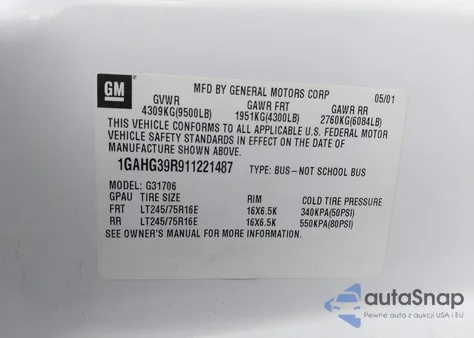 GM
MFD BY GENERAL MOTORS CORP 05/01
GVWR GAWR FRT GAWR RR
4309KG(9500LB) 1951KG(4300LB) 2760KG(6084LB)
THIS VEHICLE CONFORMS TO ALL APPLICABLE U.S. FEDERAL MOTOR
VEHICLE SAFETY STANDARDS IN EFFECT ON THE DATE OF
MANUFACTURE SHOWN ABOVE.
1GAHG39R911221487 TYPE: BUS–NOT SCHOOL BUS
MODEL: G31706
GPAU TIRE SIZE RIM COLD TIRE PRESSURE
FRT LT245/75R16E 16X6.5K 340KPA(50PSI)
RR LT245/75R16E 16X6.5K 550KPA(80PSI)
SEE OWNER'S MANUAL FOR MORE INFORMATION.
autoSnap
Pewne auta z aukcji USA i EU